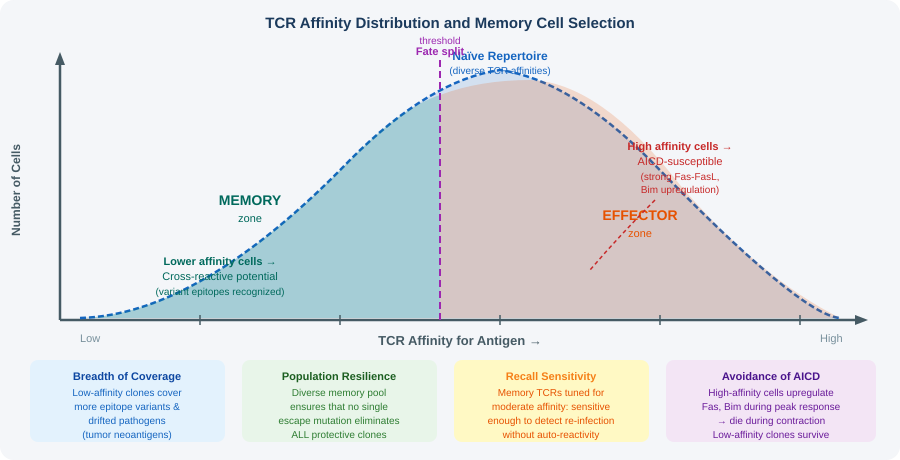 TCR Affinity Distribution and Memory Cell Selection
threshold
Fate split
Naïve Repertoire
(diverse TCR affinities)
High affinity cells →
AICD-susceptible
(strong Fas-FasL,
Bim upregulation)
MEMORY
zone
EFFECTOR
zone
Lower affinity cells →
Cross-reactive potential
(variant epitopes recognized)
Number of Cells
Low
TCR Affinity for Antigen →
High
Breadth of Coverage
Low-affinity clones cover
more epitope variants &
drifted pathogens
(tumor neoantigens)
Population Resilience
Diverse memory pool
ensures that no single
escape mutation eliminates
ALL protective clones
Recall Sensitivity
Memory TCRs tuned for
moderate affinity: sensitive
enough to detect re-infection
without auto-reactivity
Avoidance of AICD
High-affinity cells upregulate
Fas, Bim during peak response
→ die during contraction
Low-affinity clones survive